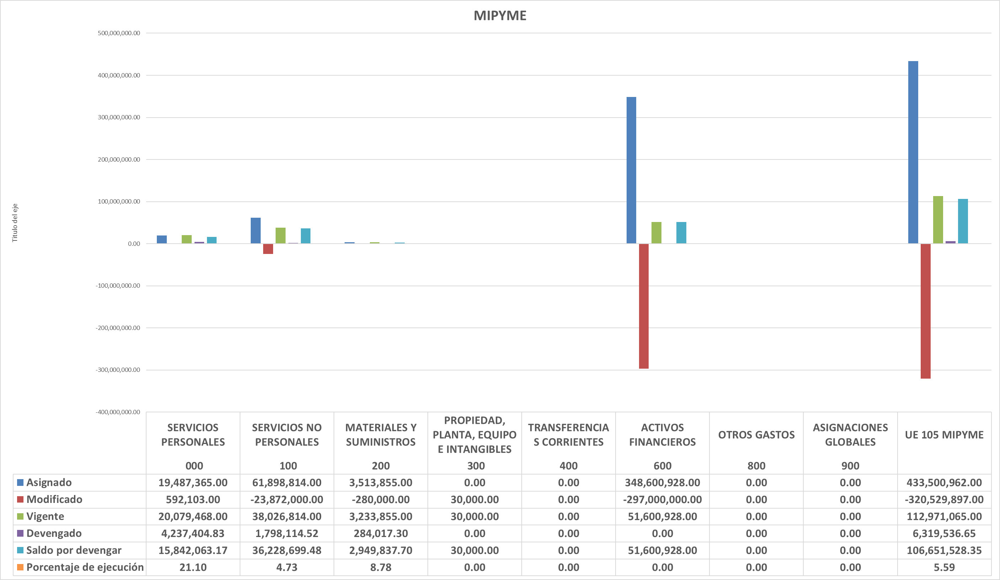 MIPYME
500,000,000.00
400,000,000.00
300,000,000.00
200,000,000.00
100,000,000.00
0.00
-100,000,000.00
-200,000,000.00
-300,000,000.00
-400,000,000.00
Título del eje
SERVICIOS
PERSONALES
000
SERVICIOS NO
PERSONALES
100
MATERIALES Y
SUMINISTROS
200
PROPIEDAD,
PLANTA, EQUIPO
E INTANGIBLES
300
TRANSFERENCIA
S CORRIENTES
400
ACTIVOS
FINANCIEROS
600
OTROS GASTOS
800
ASIGNACIONES
GLOBALES
900
UE 105 MIPYME
Asignado 19,487,365.00 61,898,814.00 3,513,855.00 0.00 0.00 348,600,928.00 0.00 0.00 433,500,962.00
Modificado 592,103.00 -23,872,000.00 -280,000.00 30,000.00 0.00 -297,000,000.00 0.00 0.00 -320,529,897.00
Vigente 20,079,468.00 38,026,814.00 3,233,855.00 30,000.00 0.00 51,600,928.00 0.00 0.00 112,971,065.00
Devengado 4,237,404.83 1,798,114.52 284,017.30 0.00 0.00 0.00 0.00 0.00 6,319,536.65
Saldo por devengar 15,842,063.17 36,228,699.48 2,949,837.70 30,000.00 0.00 51,600,928.00 0.00 0.00 106,651,528.35
Porcentaje de ejecución 21.10 4.73 8.78 0.00 0.00 0.00 0.00 0.00 5.59